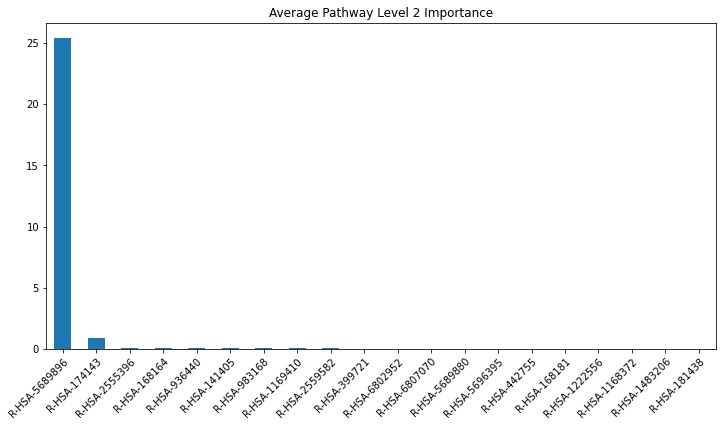 Average Pathway Level 2 Importance
25
20
15
10
5
0
R-HSA-5689896
R-HSA-174143
R-HSA-2555396
R-HSA-168164
R-HSA-936440
R-HSA-141405
R-HSA-983168
R-HSA-1169410
R-HSA-2559582
R-HSA-399721
R-HSA-6802952
R-HSA-6807070
R-HSA-5689880
R-HSA-5696395
R-HSA-442755
R-HSA-168181
R-HSA-1222556
R-HSA-1168372
R-HSA-1483206
R-HSA-181438